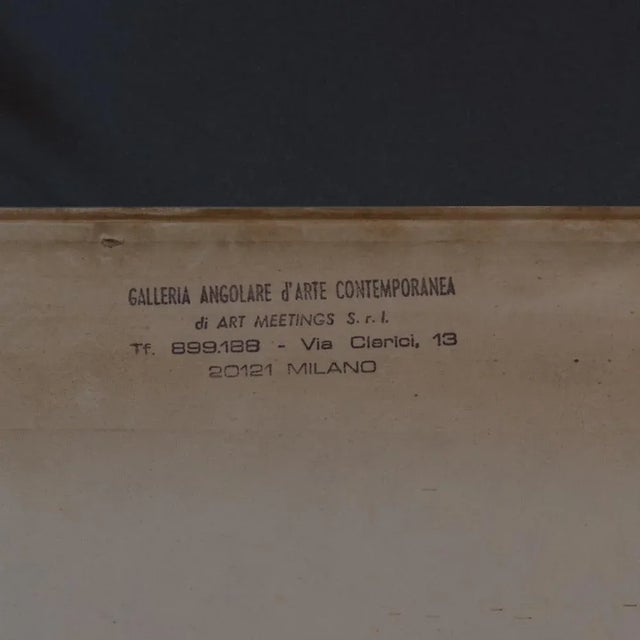 GALLERIA ANGOLARE d'ARTE CONTEMPORANEA
di ART MEETINGS S.r.l.
Tf. 899.188 - Via Clerici, 13
20121 MILANO